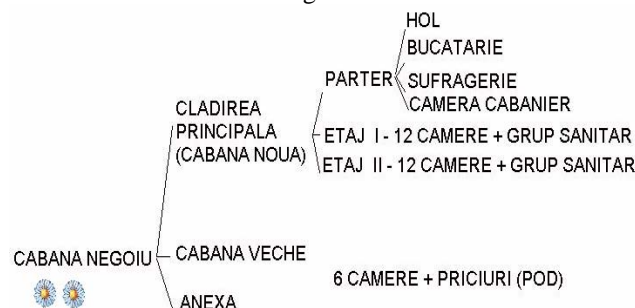 HOL
BUCATARIE
PARTER
SUFRAGERIE
CAMERA CABANIER
CLADIREA
PRINCIPALA
(CABANA NOUA)
ETAJ I - 12 CAMERE + GRUP SANITAR
ETAJ II - 12 CAMERE + GRUP SANITAR
CABANA NEGOIU
CABANA VECHE
6 CAMERE + PRICIURI (POD)
ANEXA